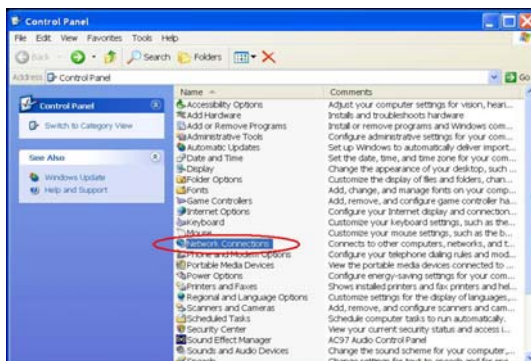 Control Panel
File Edit View Favorites Tools Help
Back Search Folders
Address Control Panel Go
Control Panel
Switch to Category View
See Also
Windows Update
Help and Support
Name Comments
Accessibility Options Adjust your computer settings for vision, heari...
Add Hardware Installs and troubleshoots hardware
Add or Remove Programs Install or remove programs and Windows com...
Administrative Tools Configure administrative settings for your com...
Automatic Updates Set up Windows to automatically deliver import...
Date and Time Set the date, time, and time zone for your com...
Display Change the appearance of your desktop, such ...
Folder Options Customize the display of files and folders, chan...
Fonts Add, change, and manage fonts on your comp...
Game Controllers Add, remove, and configure game controller ha...
Internet Options Configure your Internet display and connection...
Keyboard Customize your keyboard settings, such as the...
Mouse Customize your mouse settings, such as the b...
Network Connections Connects to other computers, networks, and t...
Phone and Modem Options Configure your telephone dialing rules and mod...
Portable Media Devices View the portable media devices connected to ...
Power Options Configure energy-saving settings for your com...
Printers and Faxes Shows installed printers and fax printers and hel...
Regional and Language Options Customize settings for the display of languages,...
Scanners and Cameras Add, remove, and configure scanners and cam...
Scheduled Tasks Schedule computer tasks to run automatically.
Security Center View your current security status and access i...
Sound Effect Manager AC97 Audio Control Panel
Sounds and Audio Devices Change the sound scheme for your computer,...